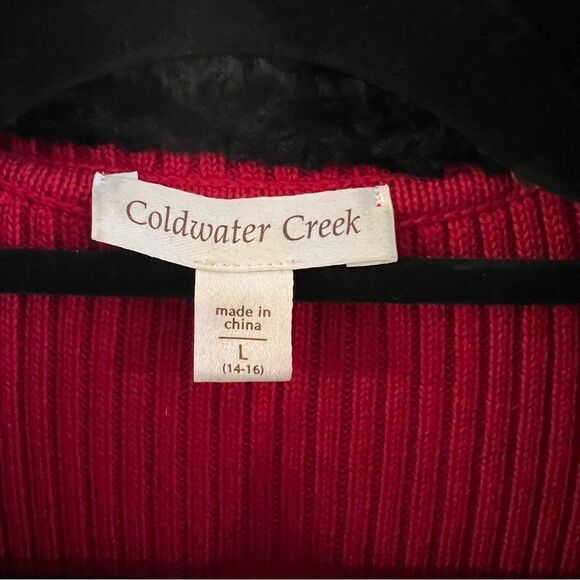 Coldwater Creek
made in
china
L
(14-16)